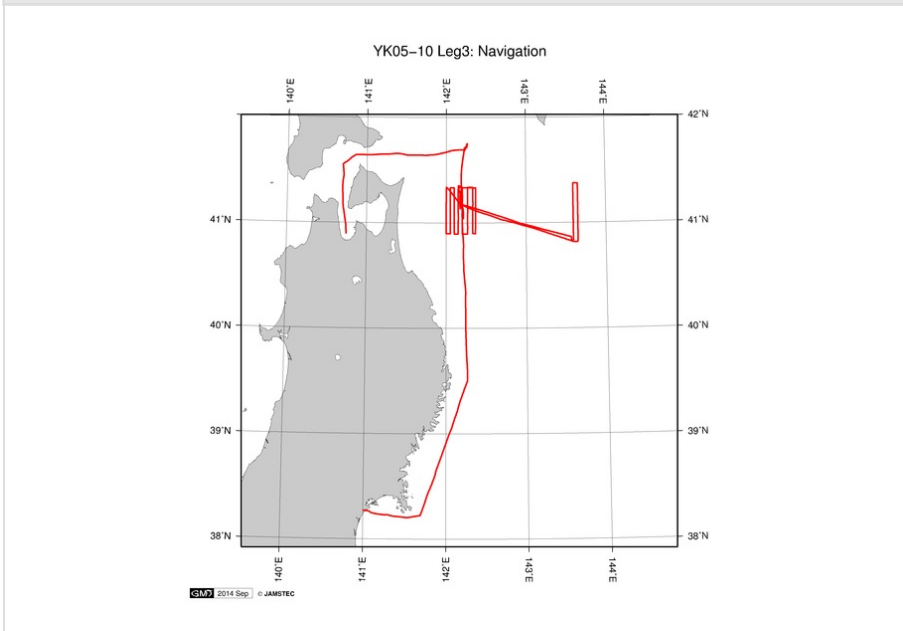 YK05−10 Leg3: Navigation
140˚E 141˚E 142˚E 143˚E 144˚E
42˚N 42˚N
41˚N 41˚N
40˚N 40˚N
39˚N 39˚N
38˚N 38˚N
140˚E 141˚E 142˚E 143˚E 144˚E
GMT 2014 Sep © JAMSTEC